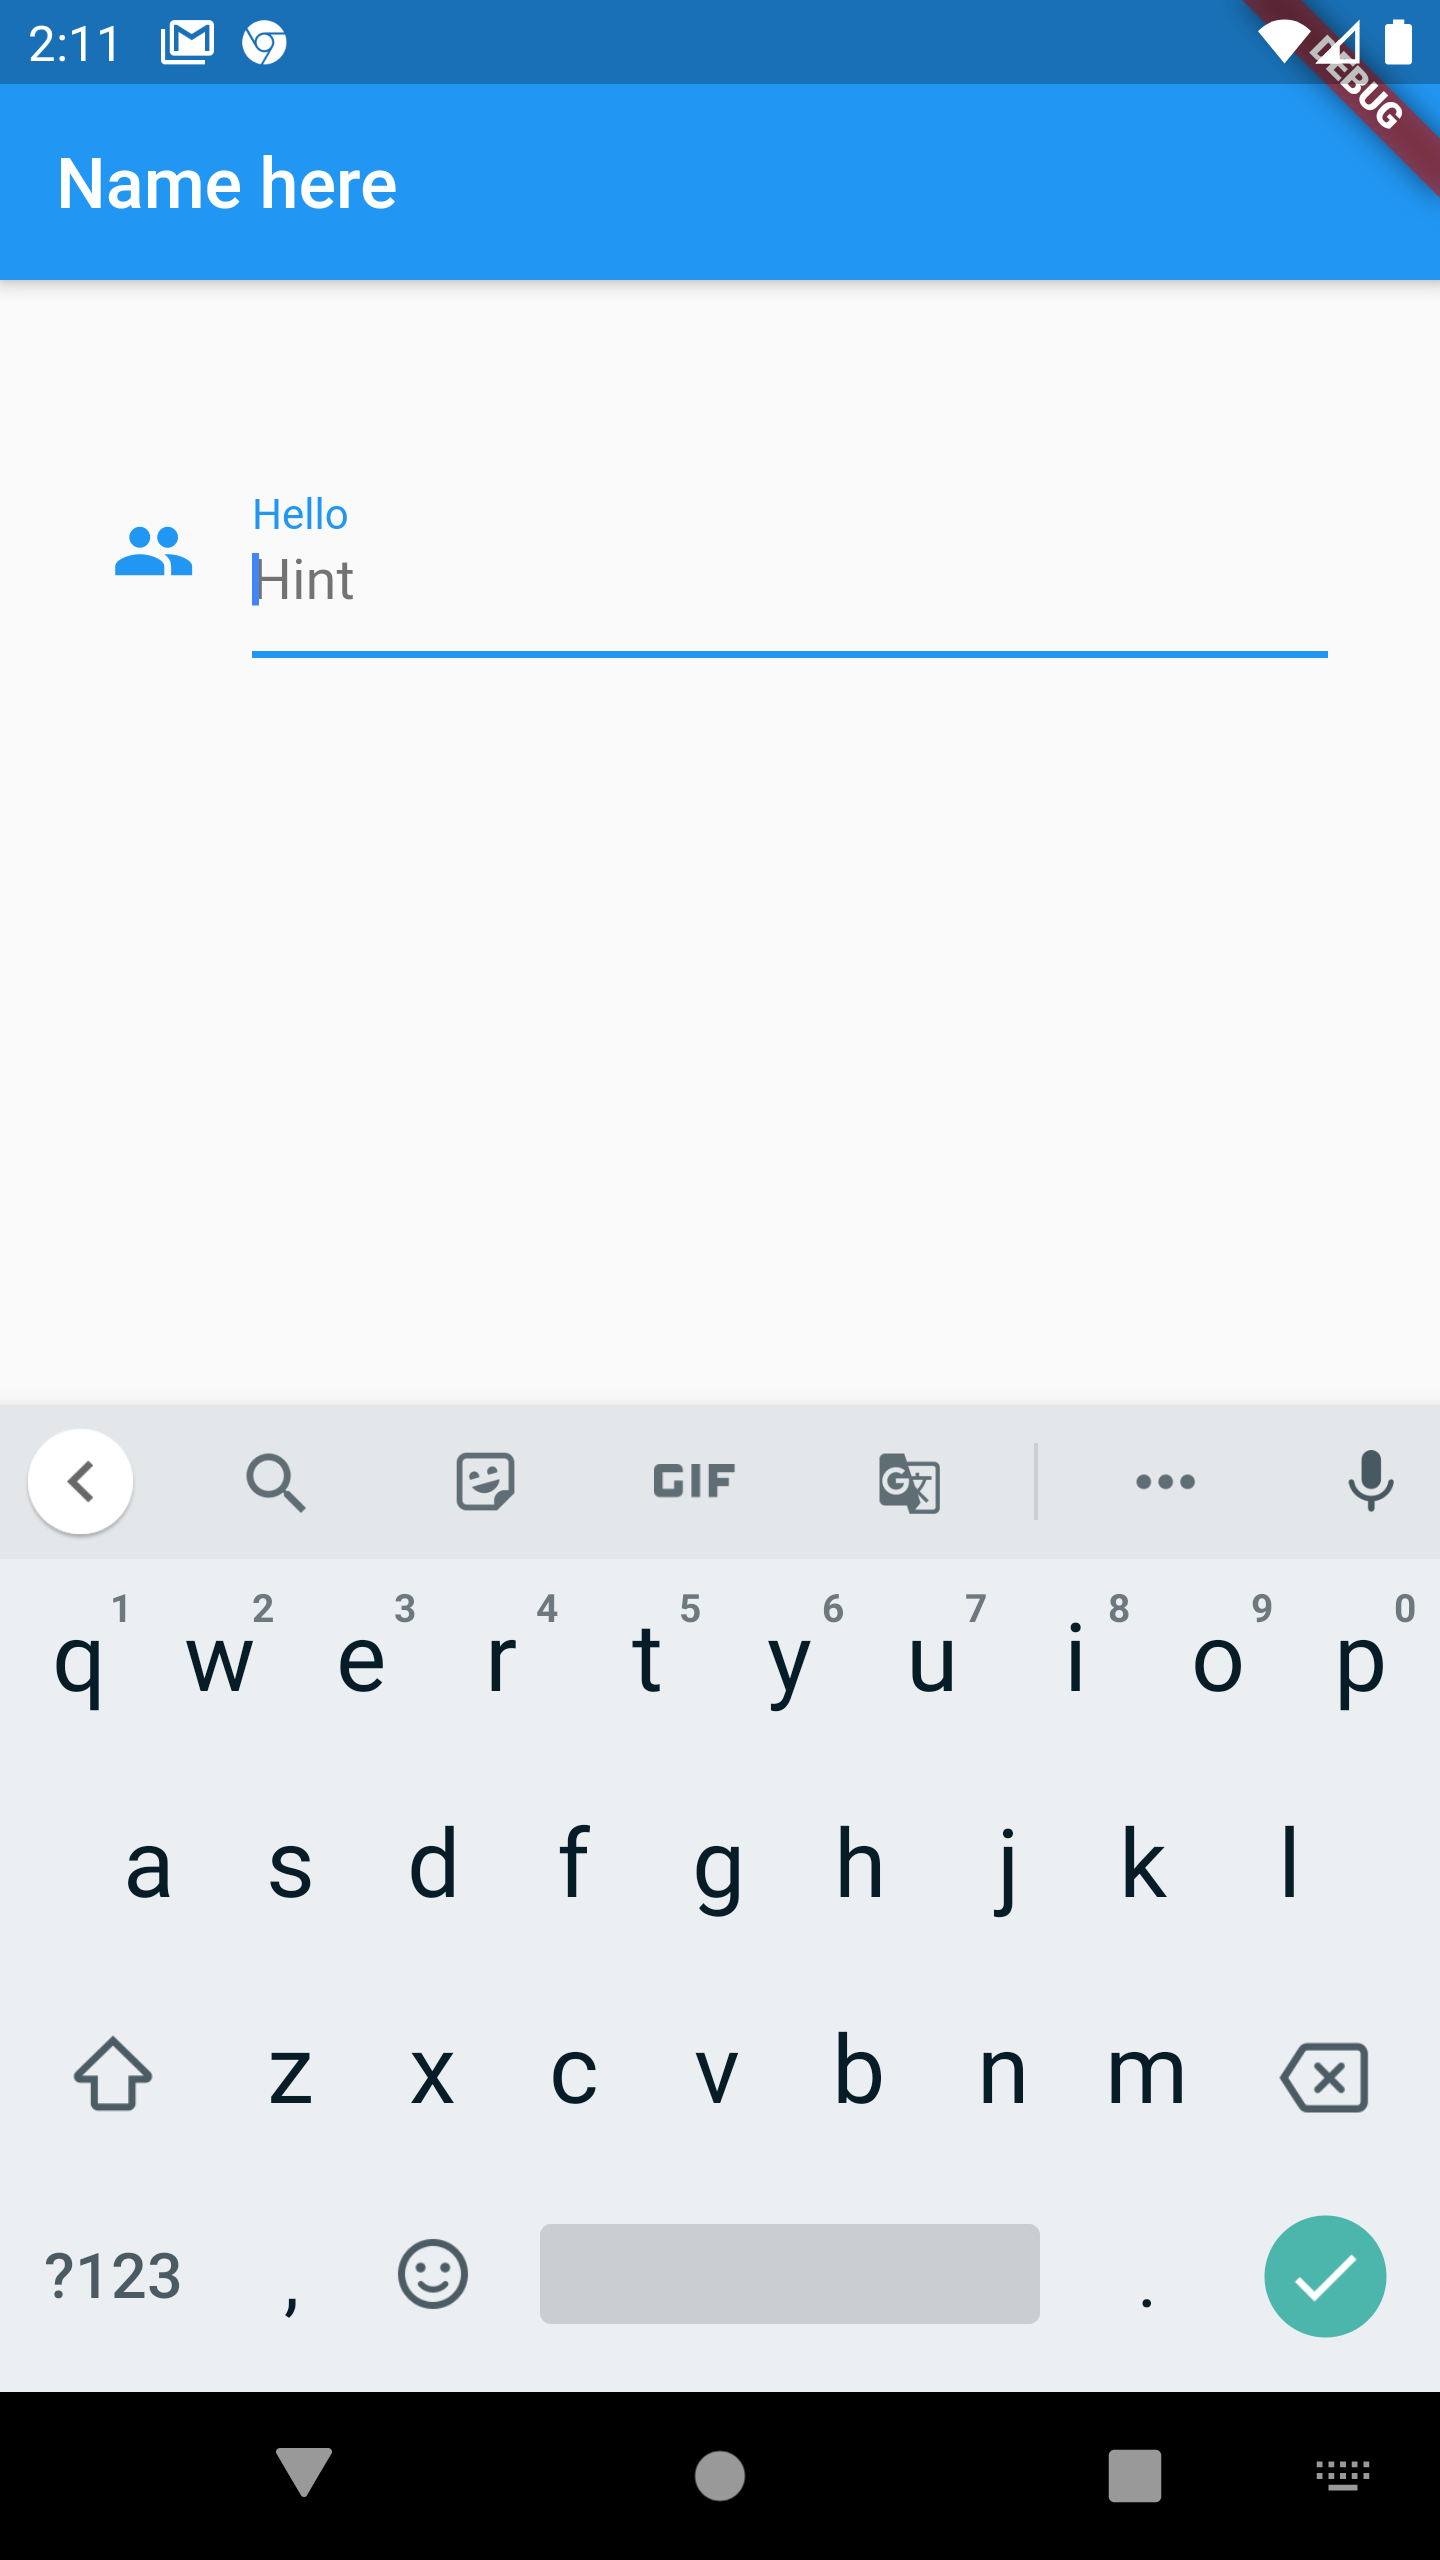 2:11
DEBUG
Name here
Hello
Hint
GIF
1 2 3 4 5 6 7 8 9 0
q w e r t y u i o p
a s d f g h j k l
z x c v b n m
?123 , .